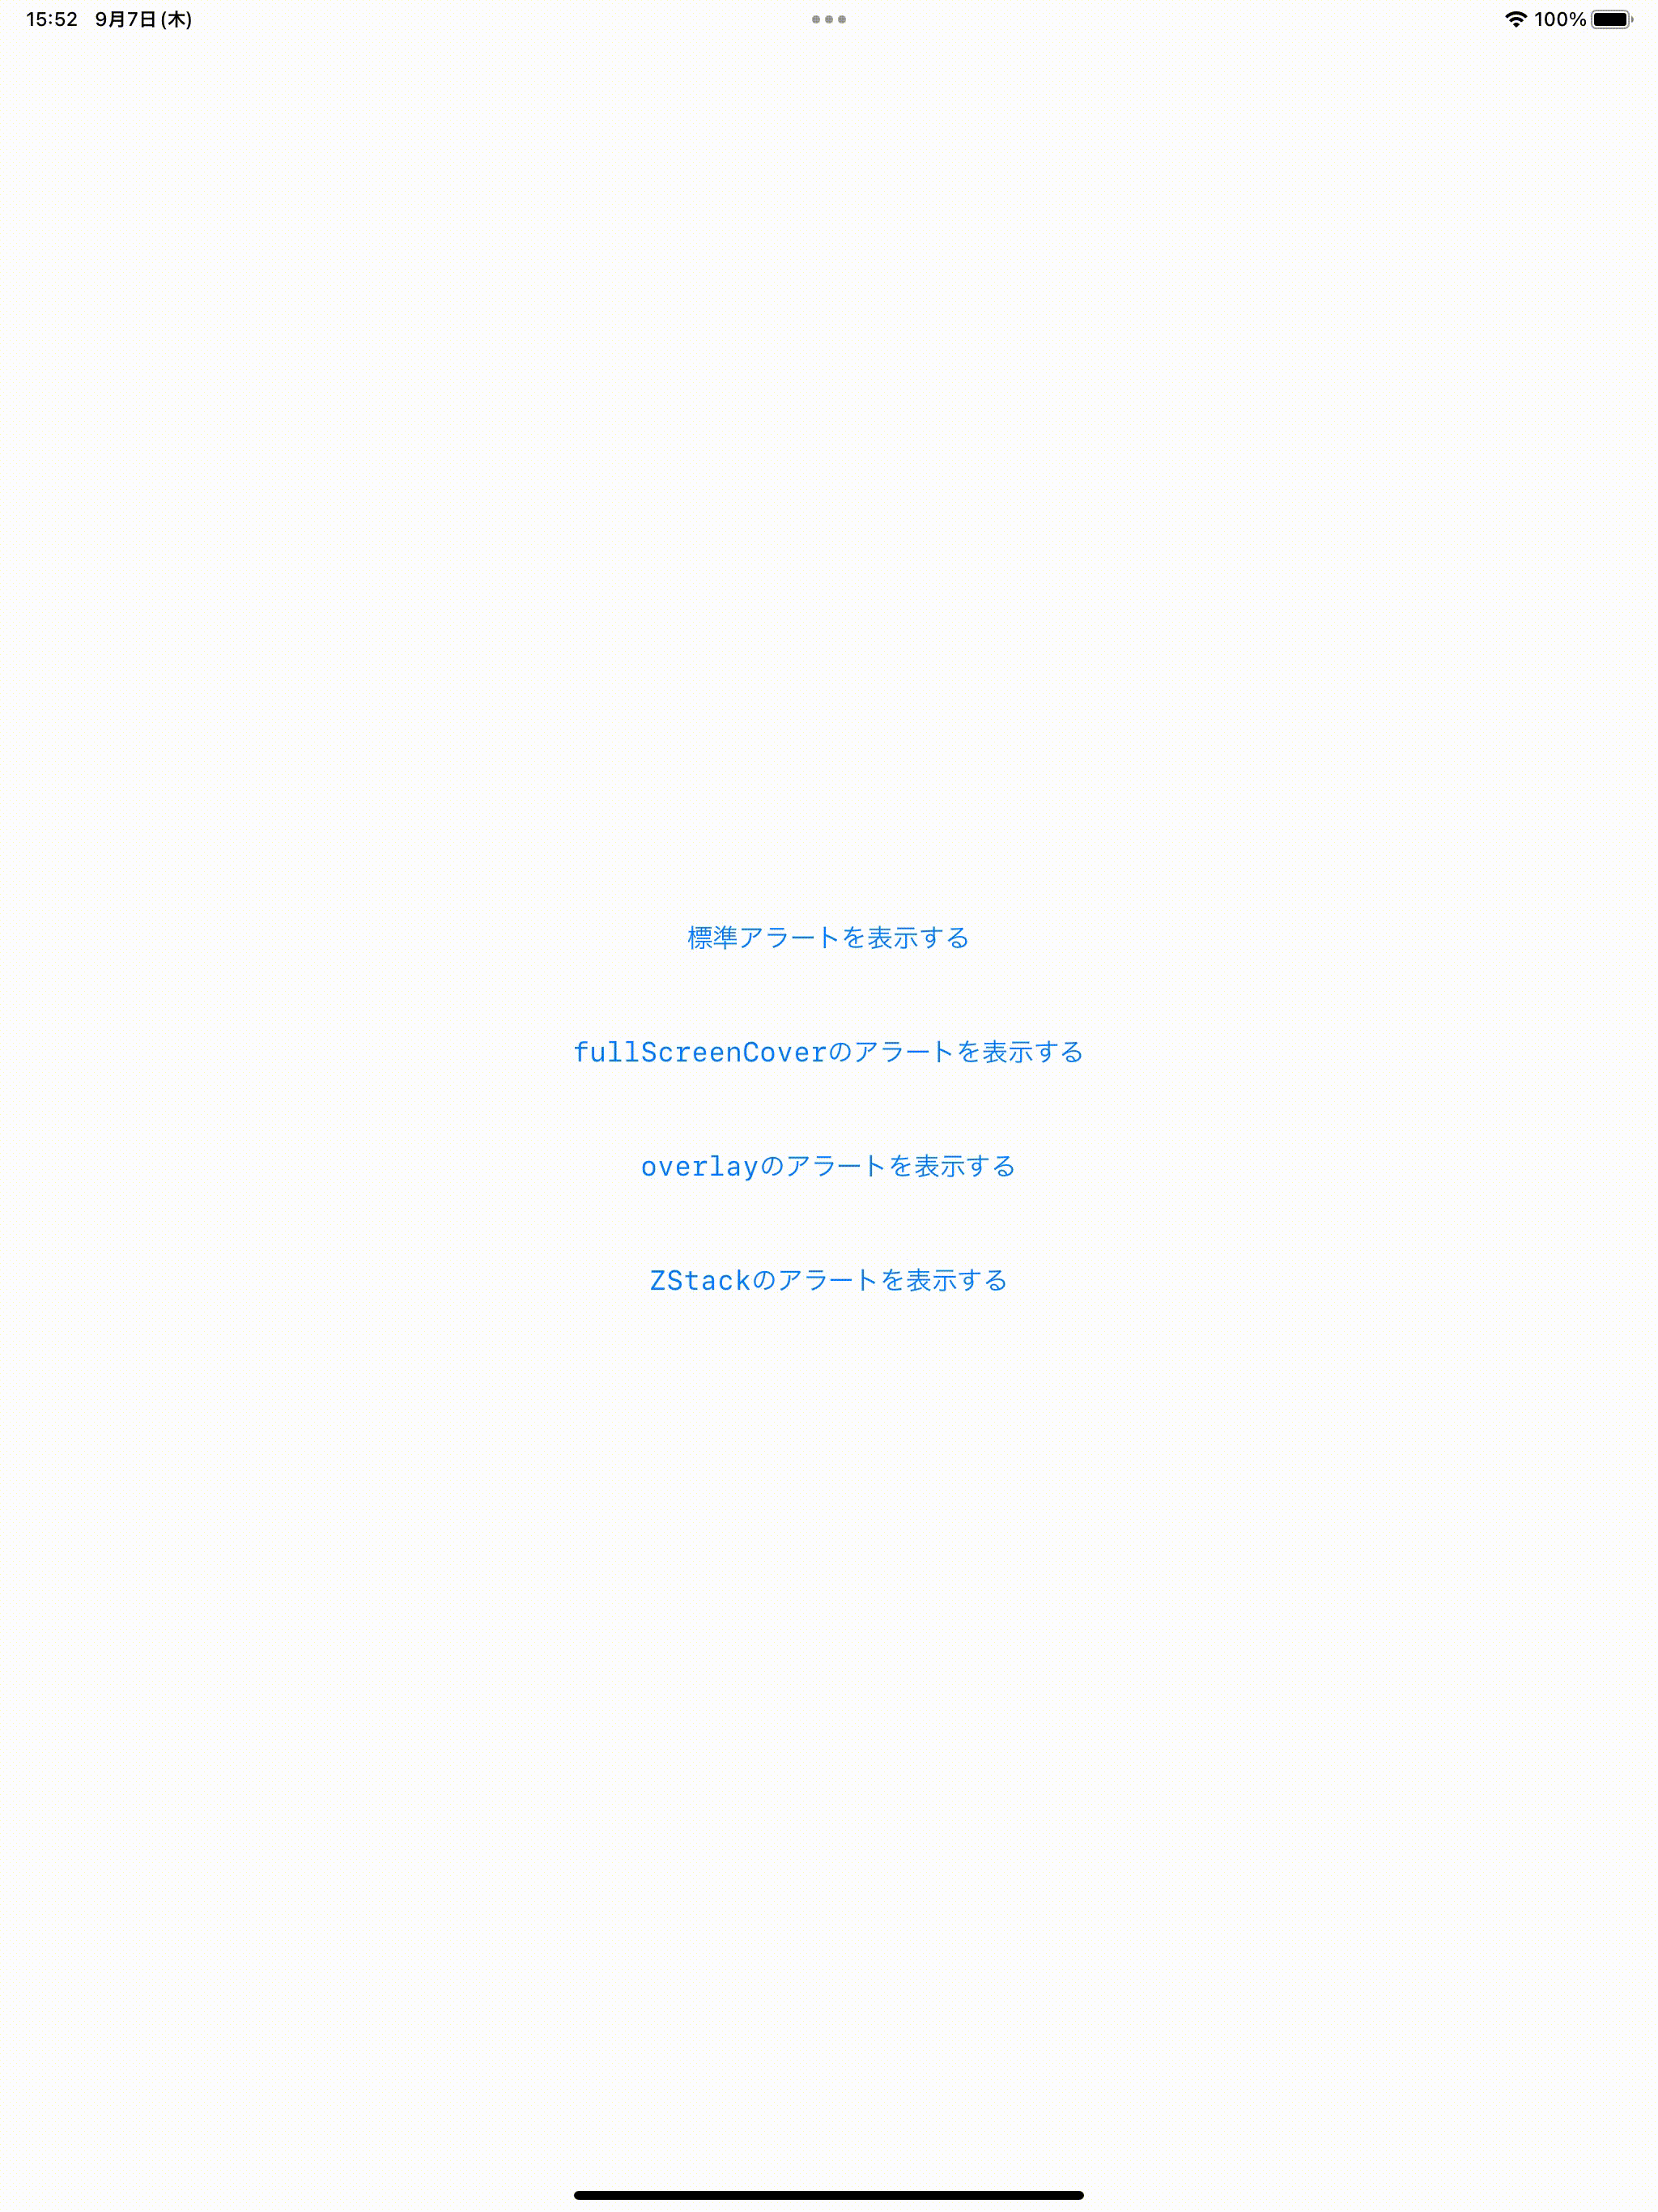 15:52 9月7日(木) 100%
標準アラートを表示する
fullScreenCoverのアラートを表示する
overlayのアラートを表示する
ZStackのアラートを表示する